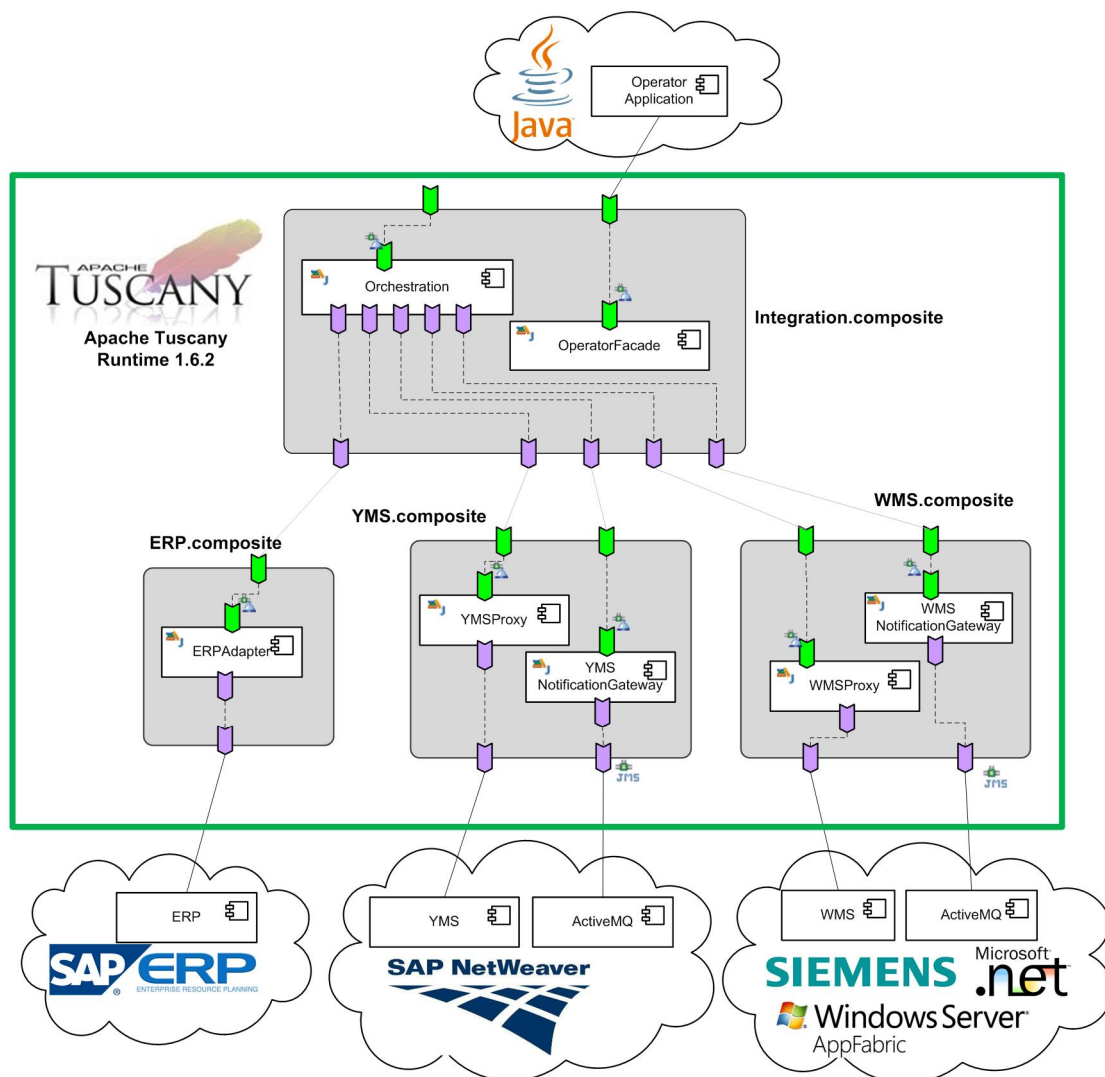 Java
Operator
Application
APACHE
TUSCANY
Apache Tuscany
Runtime 1.6.2
Orchestration
OperatorFacade
Integration.composite
ERP.composite
YMS.composite
WMS.composite
J
J
J
J
J
J
J
ERPAdapter
YMSProxy
YMS
NotificationGateway
WMS
NotificationGateway
WMSProxy
JMS
JMS
ERP
SAP
®
ERP
ENTERPRISE RESOURCE PLANNING
YMS
ActiveMQ
SAP NetWeaver
WMS
ActiveMQ
SIEMENS
Microsoft
.net
Windows Server
AppFabric